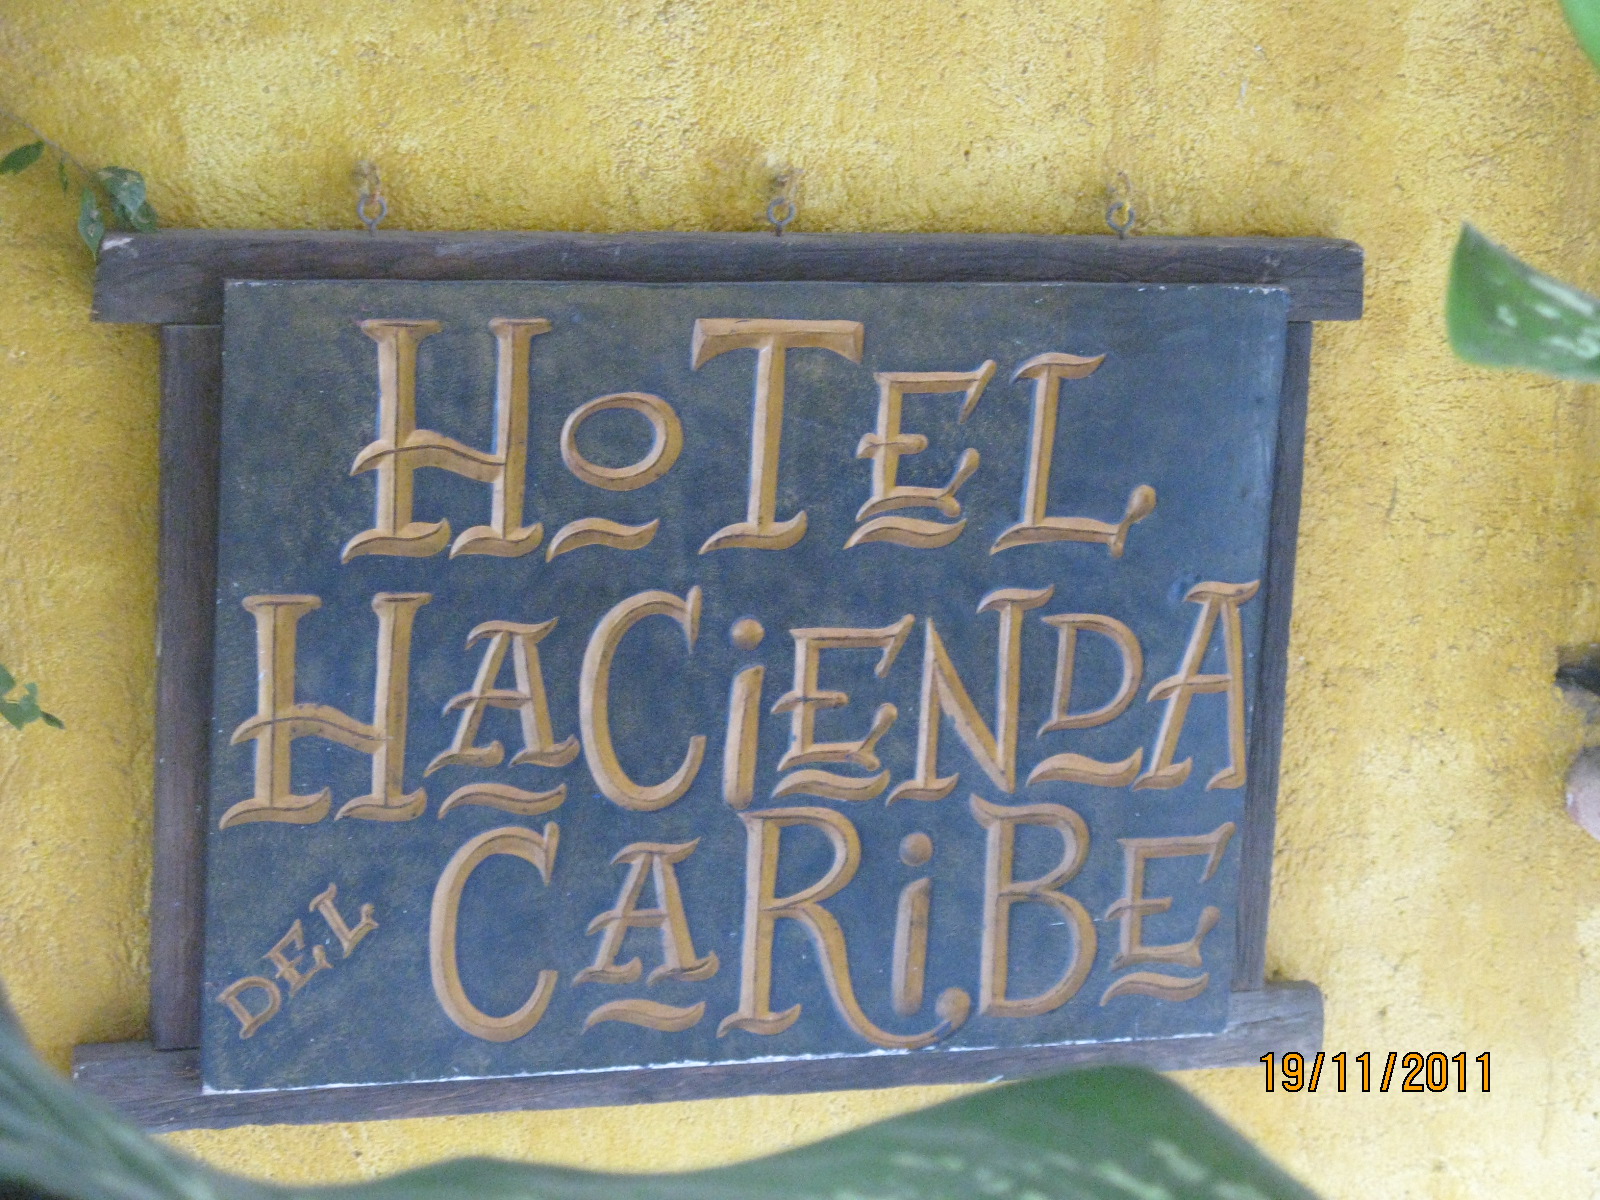 HoTEL
HACiENDA
DEL CARiBE
19/11/2011